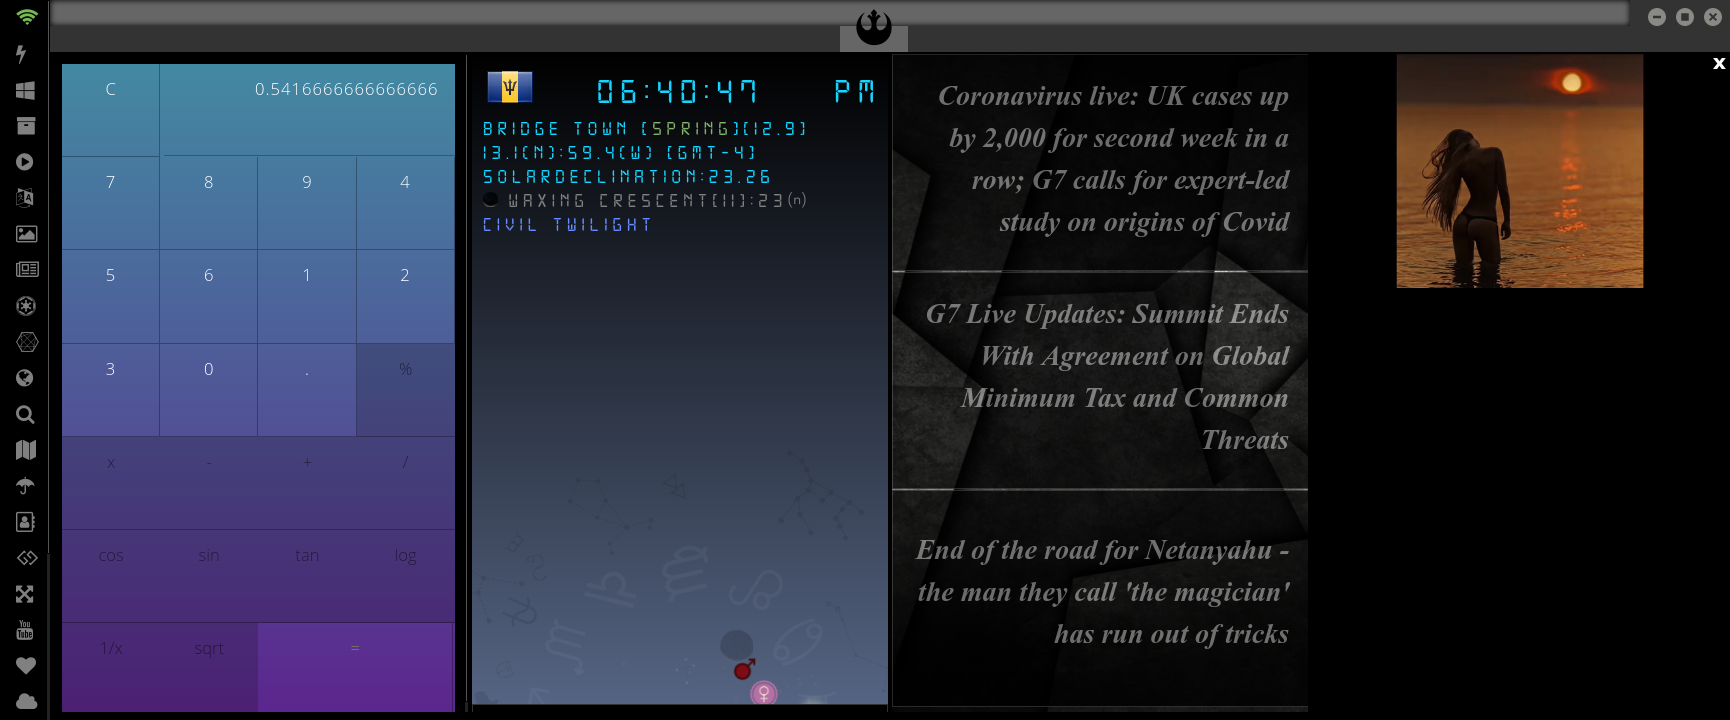 C
0.5416666666666666
7
8
9
4
5
6
1
2
3
0
.
%
x
-
+
/
cos
sin
tan
log
1/x
sqrt
=
06:40:47 PM
BRIDGE TOWN [SPRING][12.9]
13.1(N):59.4(W) [GMT-4]
SOLARDECLINATION:23.26
WAXING CRESCENT[11]:23(n)
CIVIL TWILIGHT
Coronavirus live: UK cases up
by 2,000 for second week in a
row; G7 calls for expert-led
study on origins of Covid
G7 Live Updates: Summit Ends
With Agreement on Global
Minimum Tax and Common
Threats
End of the road for Netanyahu -
the man they call 'the magician'
has run out of tricks
x
You
Tube